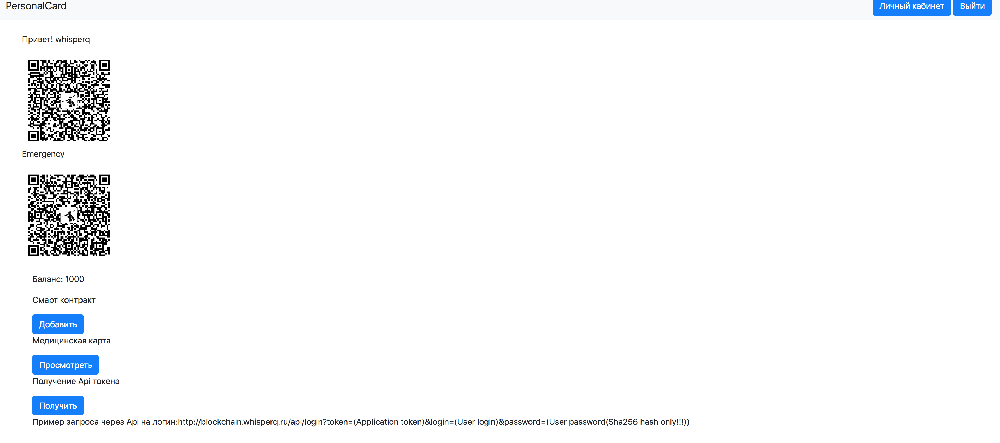 PersonalCard
Личный кабинет
Выйти
Привет! whisperq
Emergency
Баланс: 1000
Смарт контракт
Добавить
Медицинская карта
Просмотреть
Получение Api токена
Получить
Пример запроса через Api на логин:http://blockchain.whisperq.ru/api/login?token=(Application token)&login=(User login)&password=(User password(Sha256 hash only!!!))